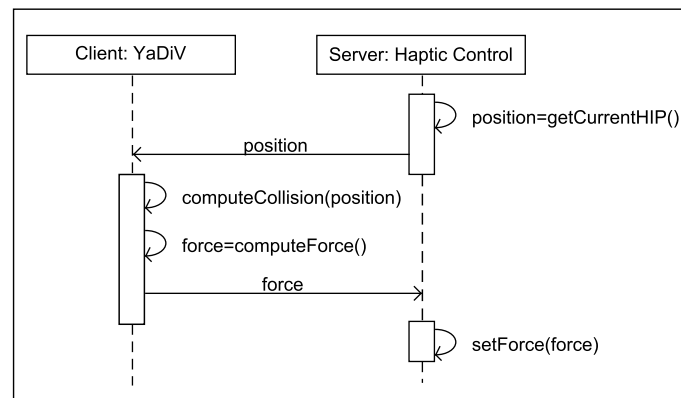 Client: YaDiV
Server: Haptic Control
position=getCurrentHIP()
position
computeCollision(position)
force=computeForce()
force
setForce(force)